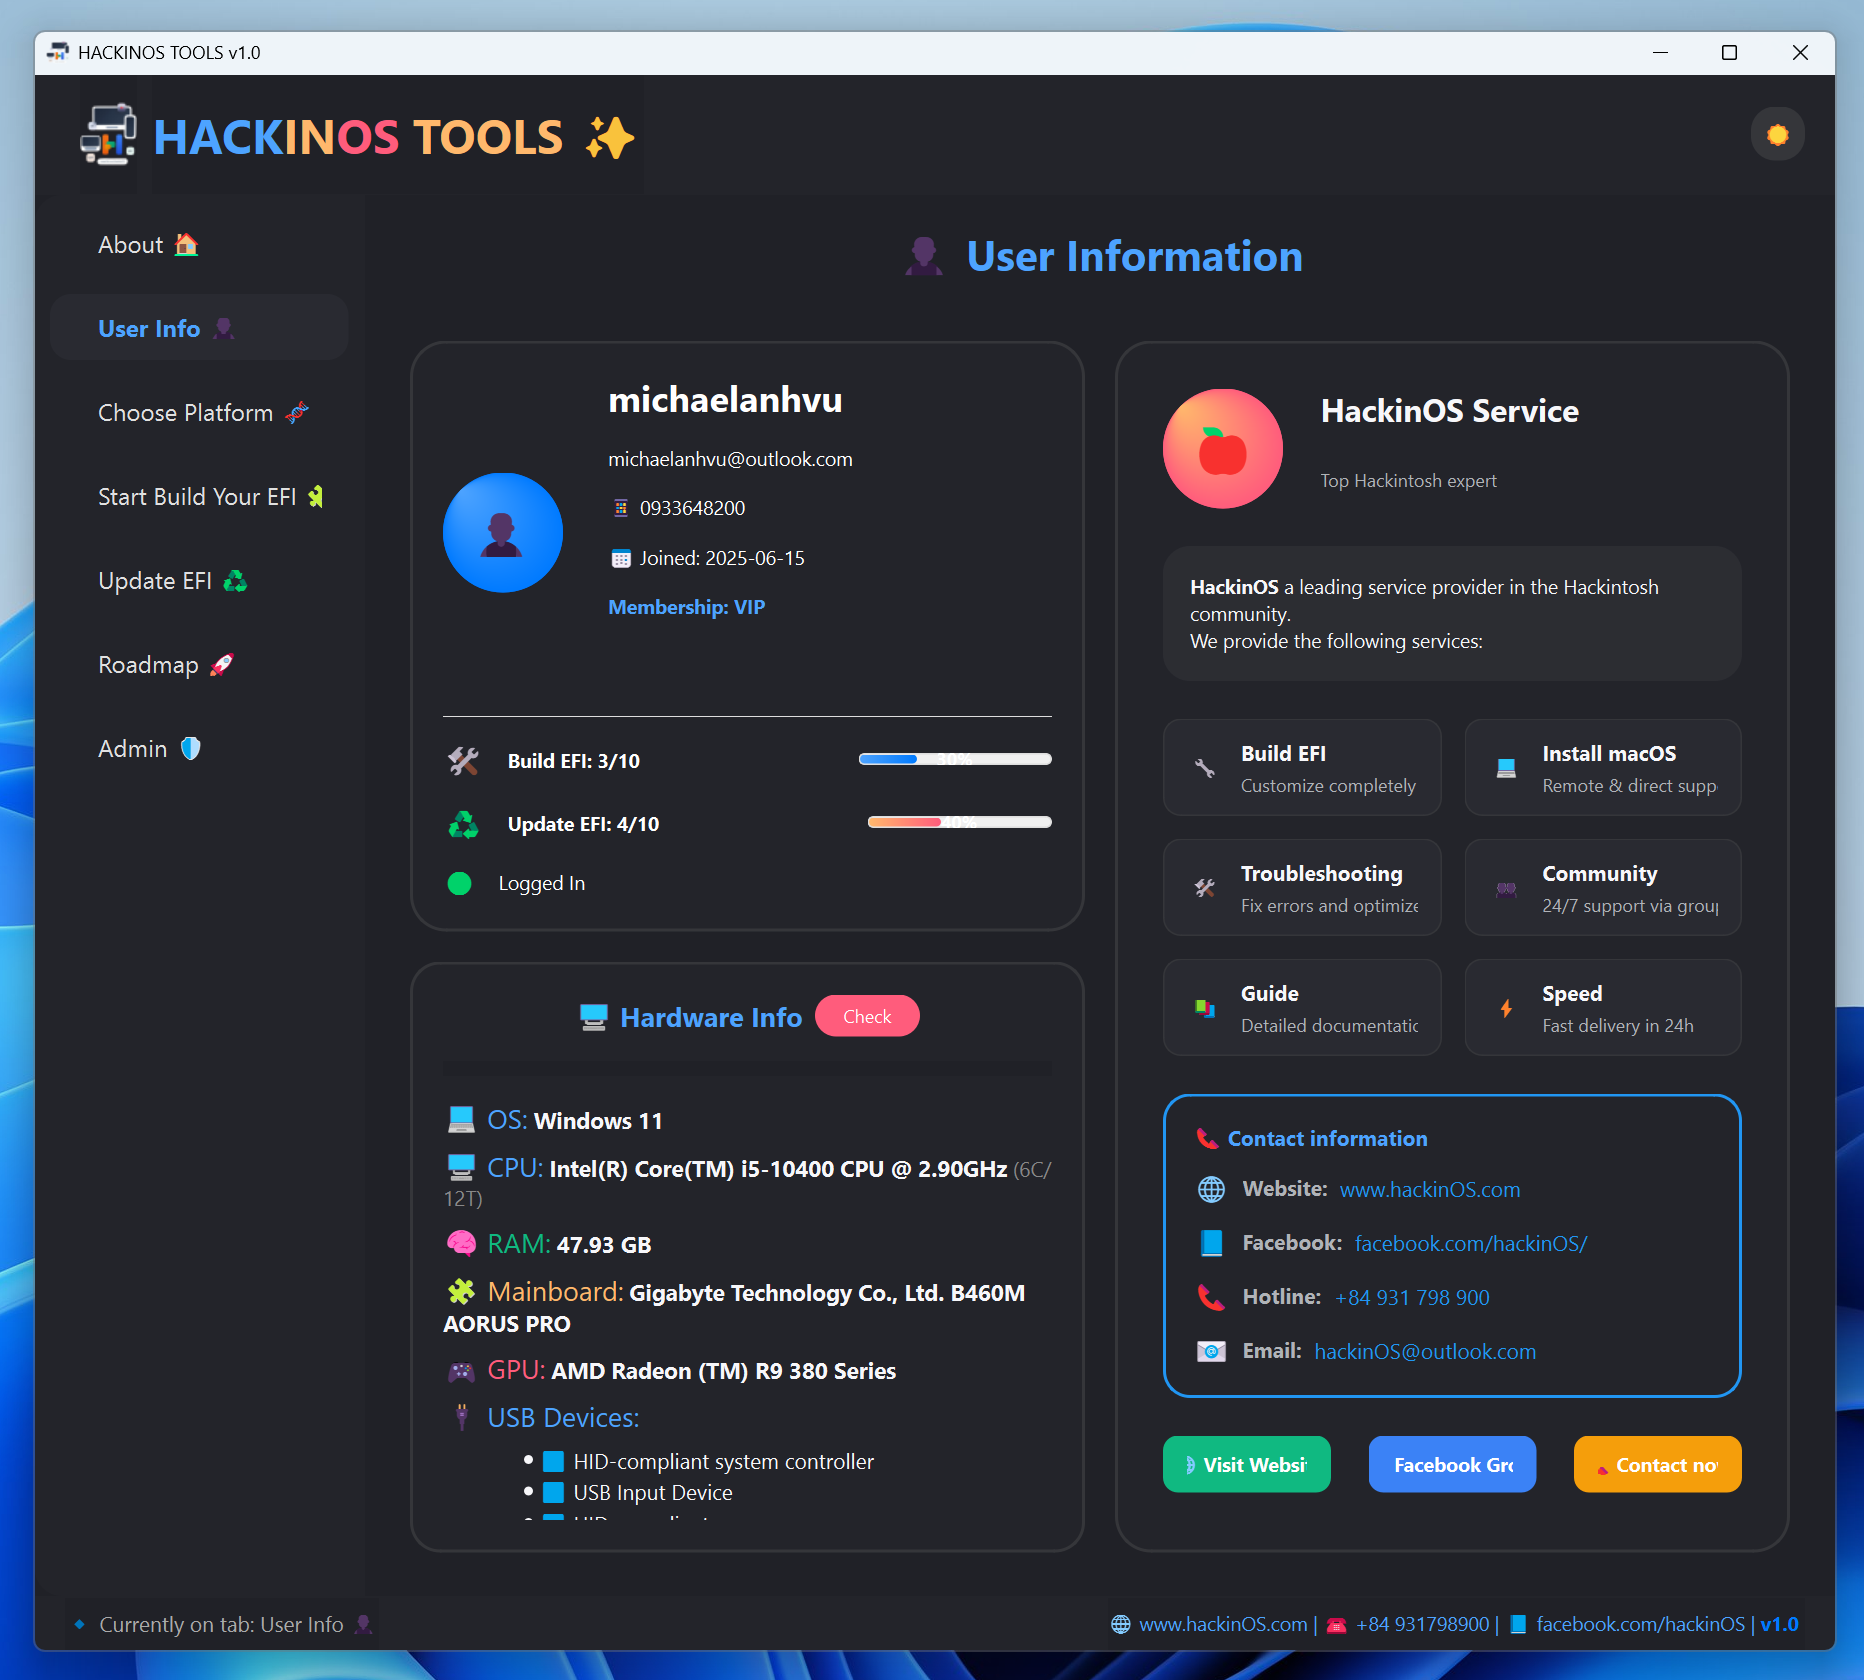 HACKINOS TOOLS v1.0
HACKINOS TOOLS
About
User Info
Choose Platform
Start Build Your EFI
Update EFI
Roadmap
Admin
User Information
michaelanhvu
michaelanhvu@outlook.com
0933648200
Joined: 2025-06-15
Membership: VIP
Build EFI: 3/10
30%
Update EFI: 4/10
40%
Logged In
Hardware Info
Check
OS: Windows 11
CPU: Intel(R) Core(TM) i5-10400 CPU @ 2.90GHz (6C/
12T)
RAM: 47.93 GB
Mainboard: Gigabyte Technology Co., Ltd. B460M
AORUS PRO
GPU: AMD Radeon (TM) R9 380 Series
USB Devices:
HID-compliant system controller
USB Input Device
HackinOS Service
Top Hackintosh expert
HackinOS a leading service provider in the Hackintosh
community.
We provide the following services:
Build EFI
Customize completely
Install macOS
Remote & direct supp
Troubleshooting
Fix errors and optimize
Community
24/7 support via group
Guide
Detailed documentatic
Speed
Fast delivery in 24h
Contact information
Website: www.hackinOS.com
Facebook: facebook.com/hackinOS/
Hotline: +84 931 798 900
Email: hackinOS@outlook.com
Visit Websi
Facebook Gro
Contact no
Currently on tab: User Info
www.hackinOS.com | +84 931798900 | facebook.com/hackinOS | v1.0